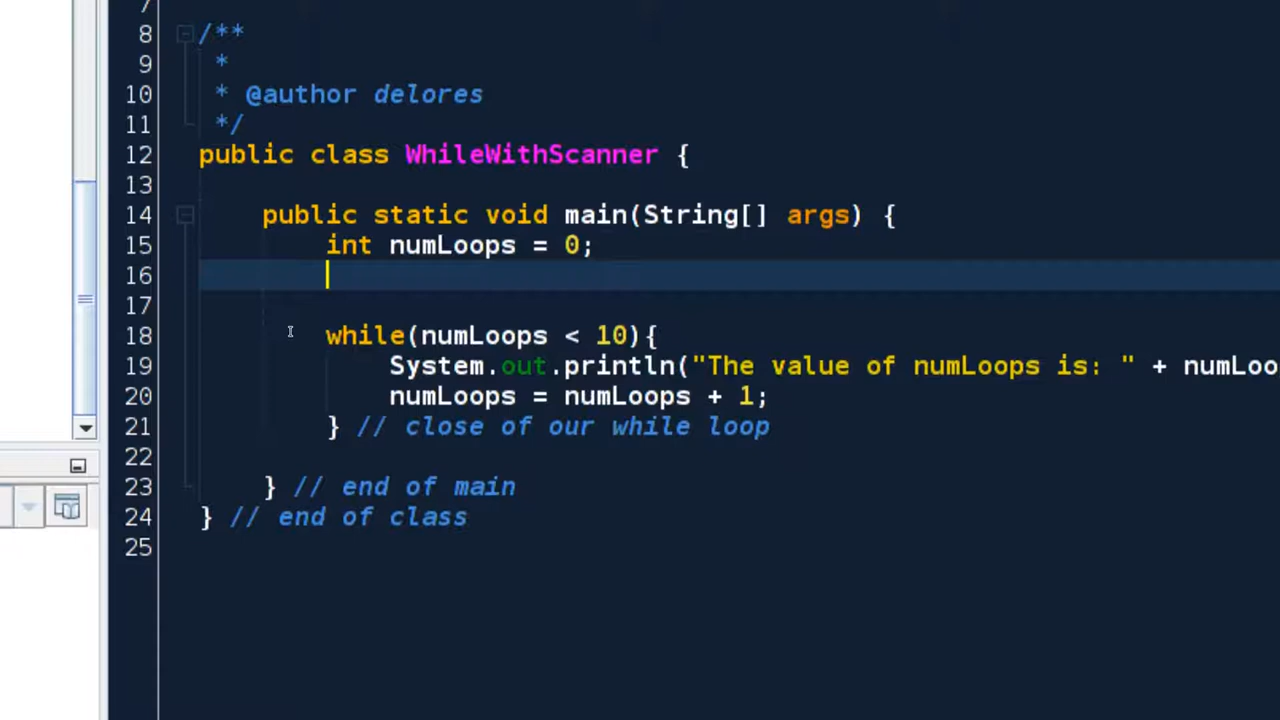 7
8 /**
9 *
10 * @author delores
11 */
12 public class WhileWithScanner {
13
14 public static void main(String[] args) {
15 int numLoops = 0;
16
17
18 while(numLoops < 10){
19 System.out.println("The value of numLoops is: " + numLoo
20 numLoops = numLoops + 1;
21 } // close of our while loop
22
23 } // end of main
24 } // end of class
25